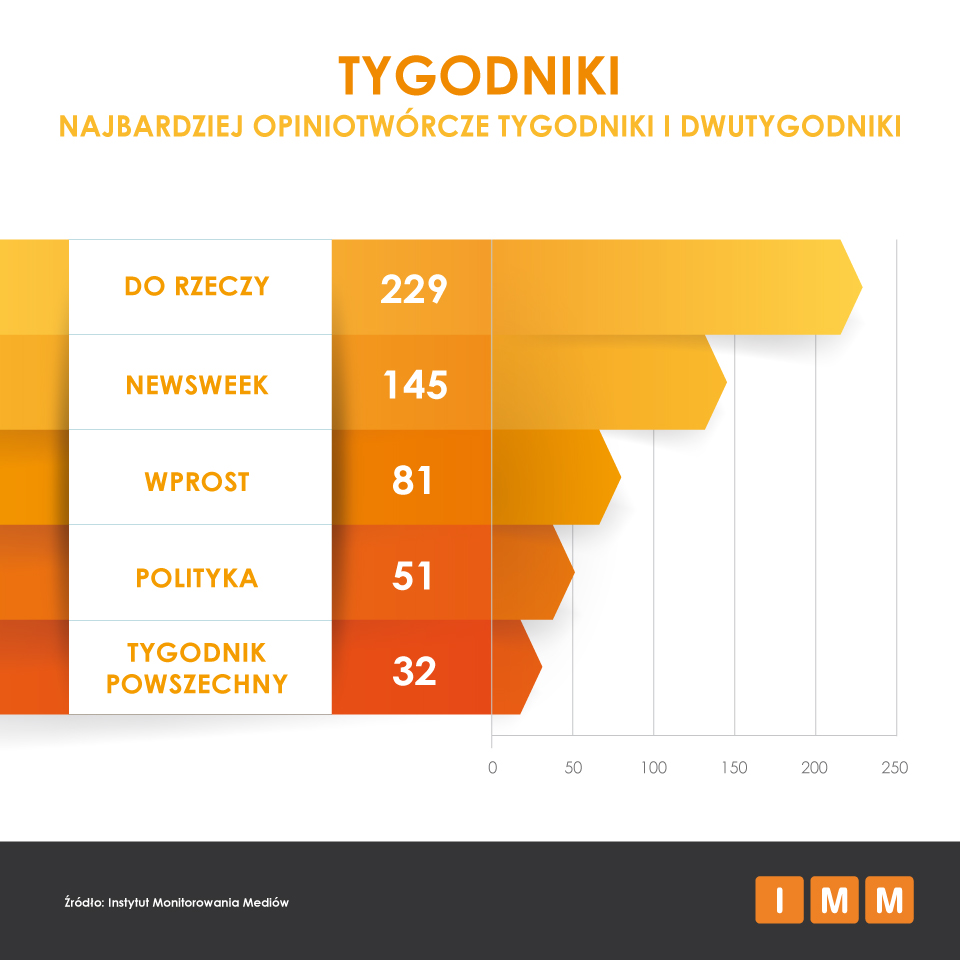 TYGODNIKI
NAJBARDZIEJ OPINIOTWÓRCZE TYGODNIKI I DWUTYGODNIKI
DO RZECZY 229
NEWSWEEK 145
WPROST 81
POLITYKA 51
TYGODNIK
POWSZECHNY 32
0 50 100 150 200 250
Źródło: Instytut Monitorowania Mediów
IMM